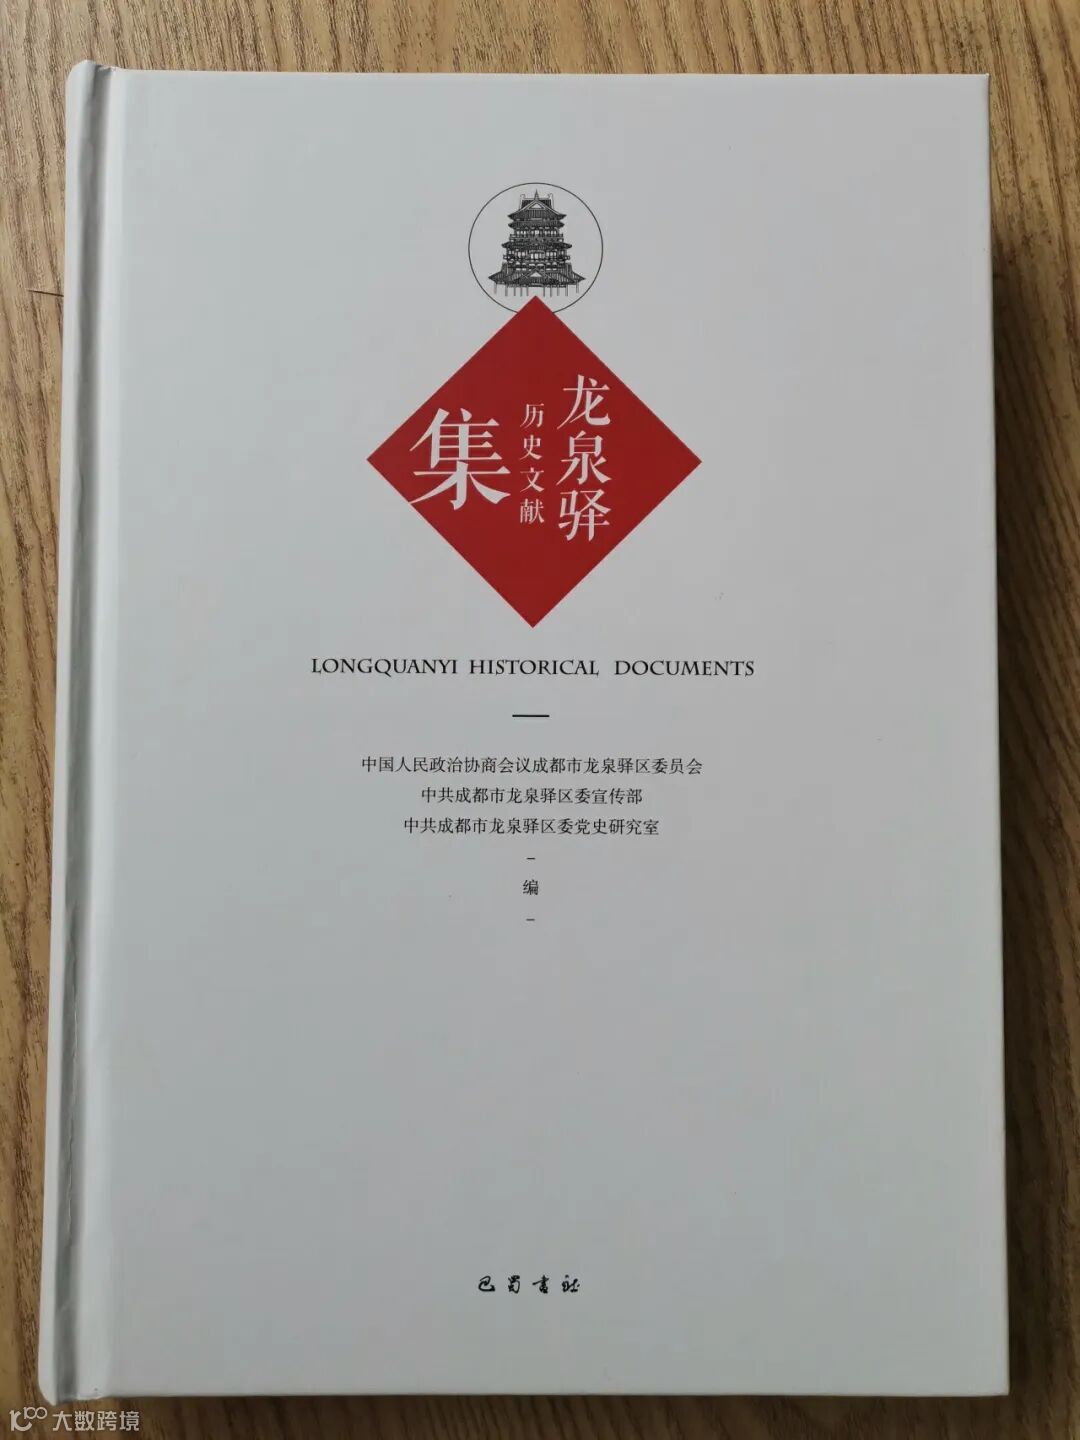 龙泉驿
历史文献
集
LONGQUANYI HISTORICAL DOCUMENTS
中国人民政治协商会议成都市龙泉驿区委员会
中共成都市龙泉驿区委宣传部
中共成都市龙泉驿区委党史研究室
-
编
-
巴蜀书社
大数跨境